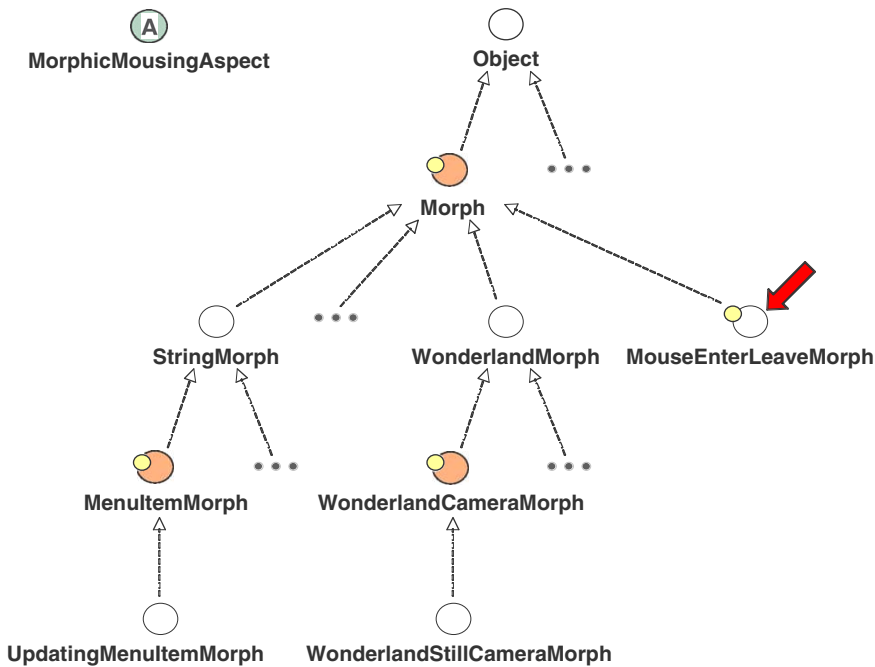 A
MorphicMousingAspect
Object
Morph
StringMorph
WonderlandMorph
MouseEnterLeaveMorph
MenuItemMorph
WonderlandCameraMorph
UpdatingMenuItemMorph
WonderlandStillCameraMorph